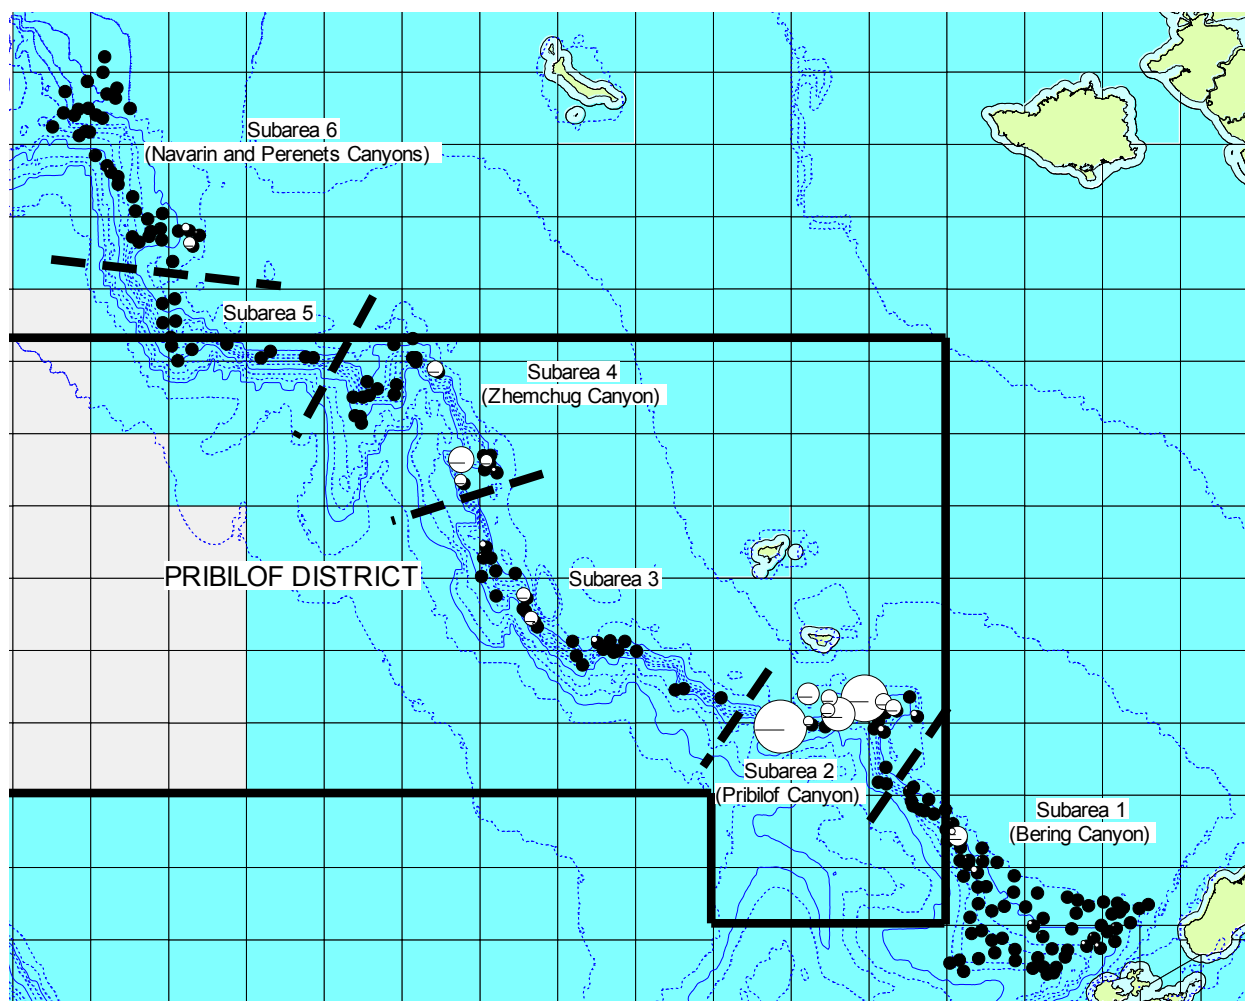 Subarea 6
(Navarin and Perenets Canyons)
Subarea 5
Subarea 4
(Zhemchug Canyon)
PRIBILOF DISTRICT
Subarea 3
Subarea 2
(Pribilof Canyon)
Subarea 1
(Bering Canyon)